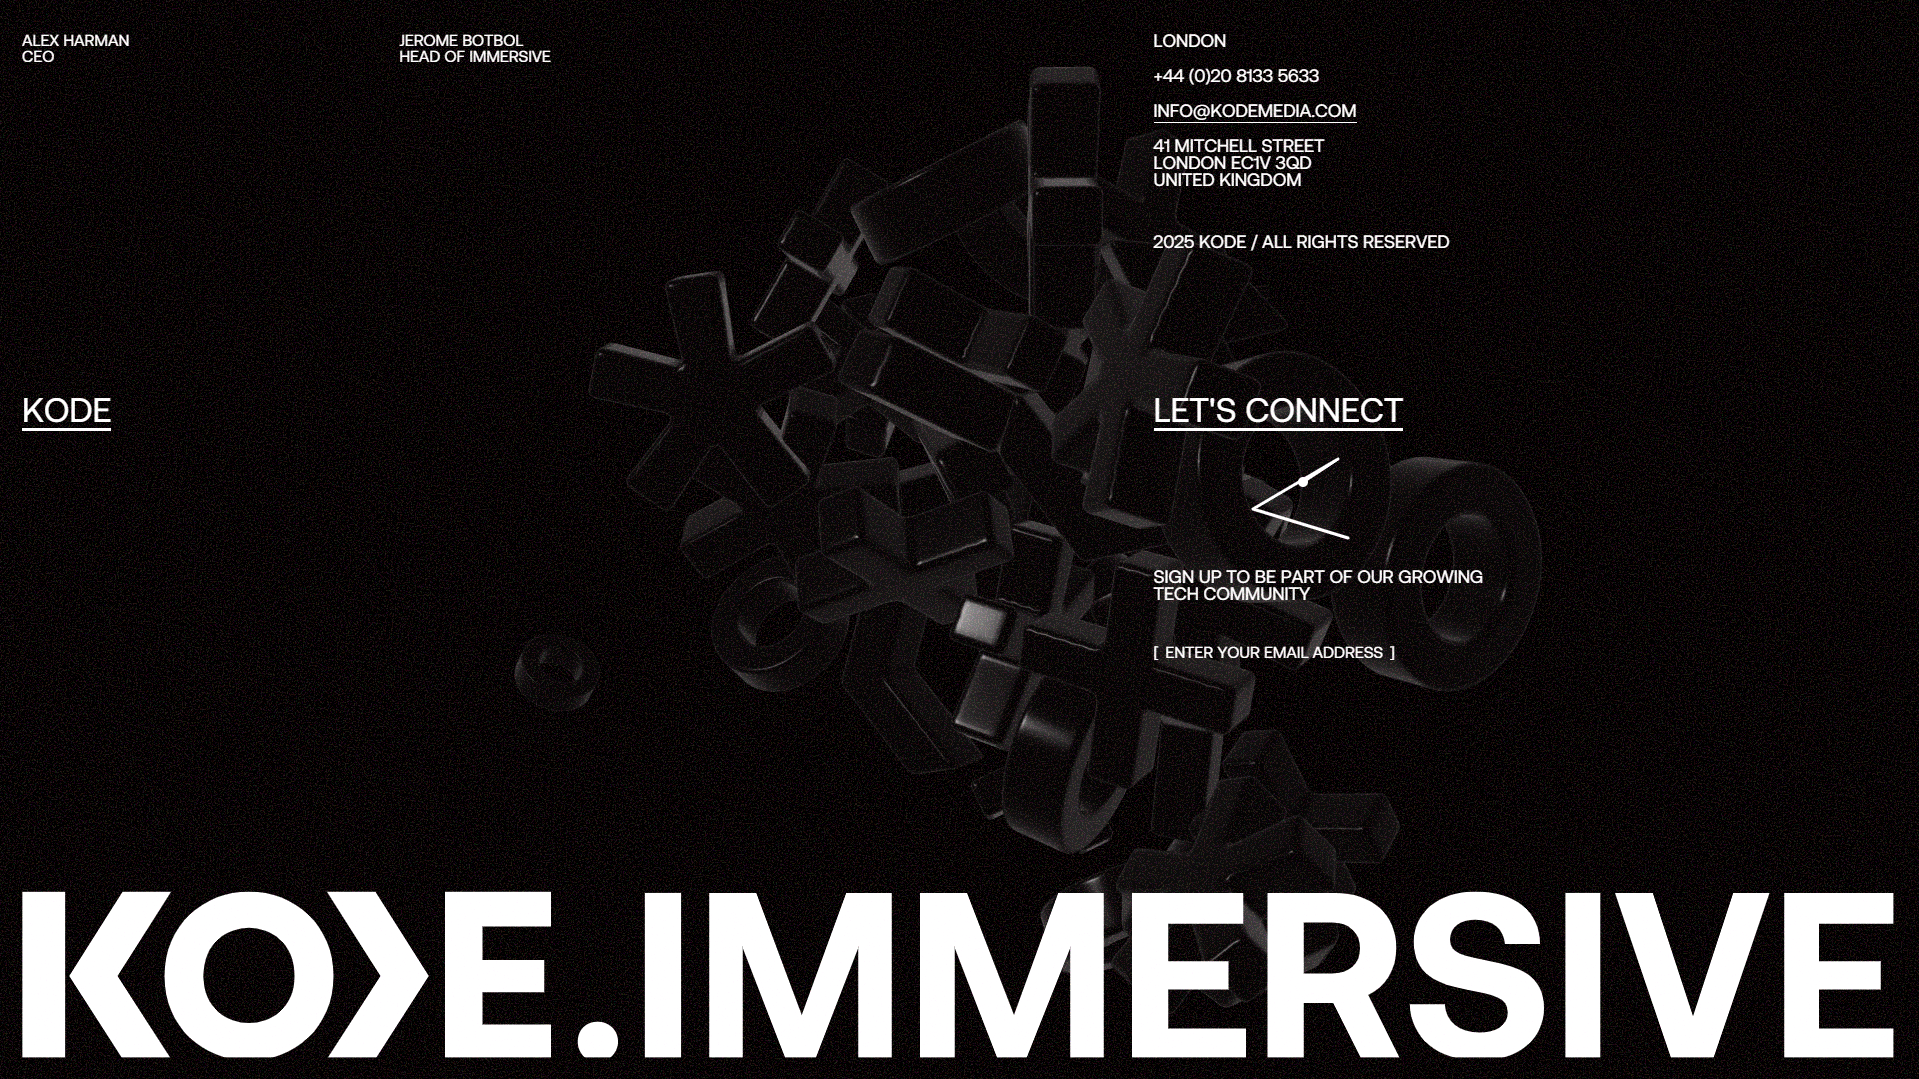 ALEX HARMAN
CEO
JEROME BOTBOL
HEAD OF IMMERSIVE
LONDON
+44 (0)20 8133 5633
INFO@KODEMEDIA.COM
41 MITCHELL STREET
LONDON EC1V 3QD
UNITED KINGDOM
2025 KODE / ALL RIGHTS RESERVED
KODE
LET'S CONNECT
SIGN UP TO BE PART OF OUR GROWING
TECH COMMUNITY
[ ENTER YOUR EMAIL ADDRESS ]
KODE.IMMERSIVE